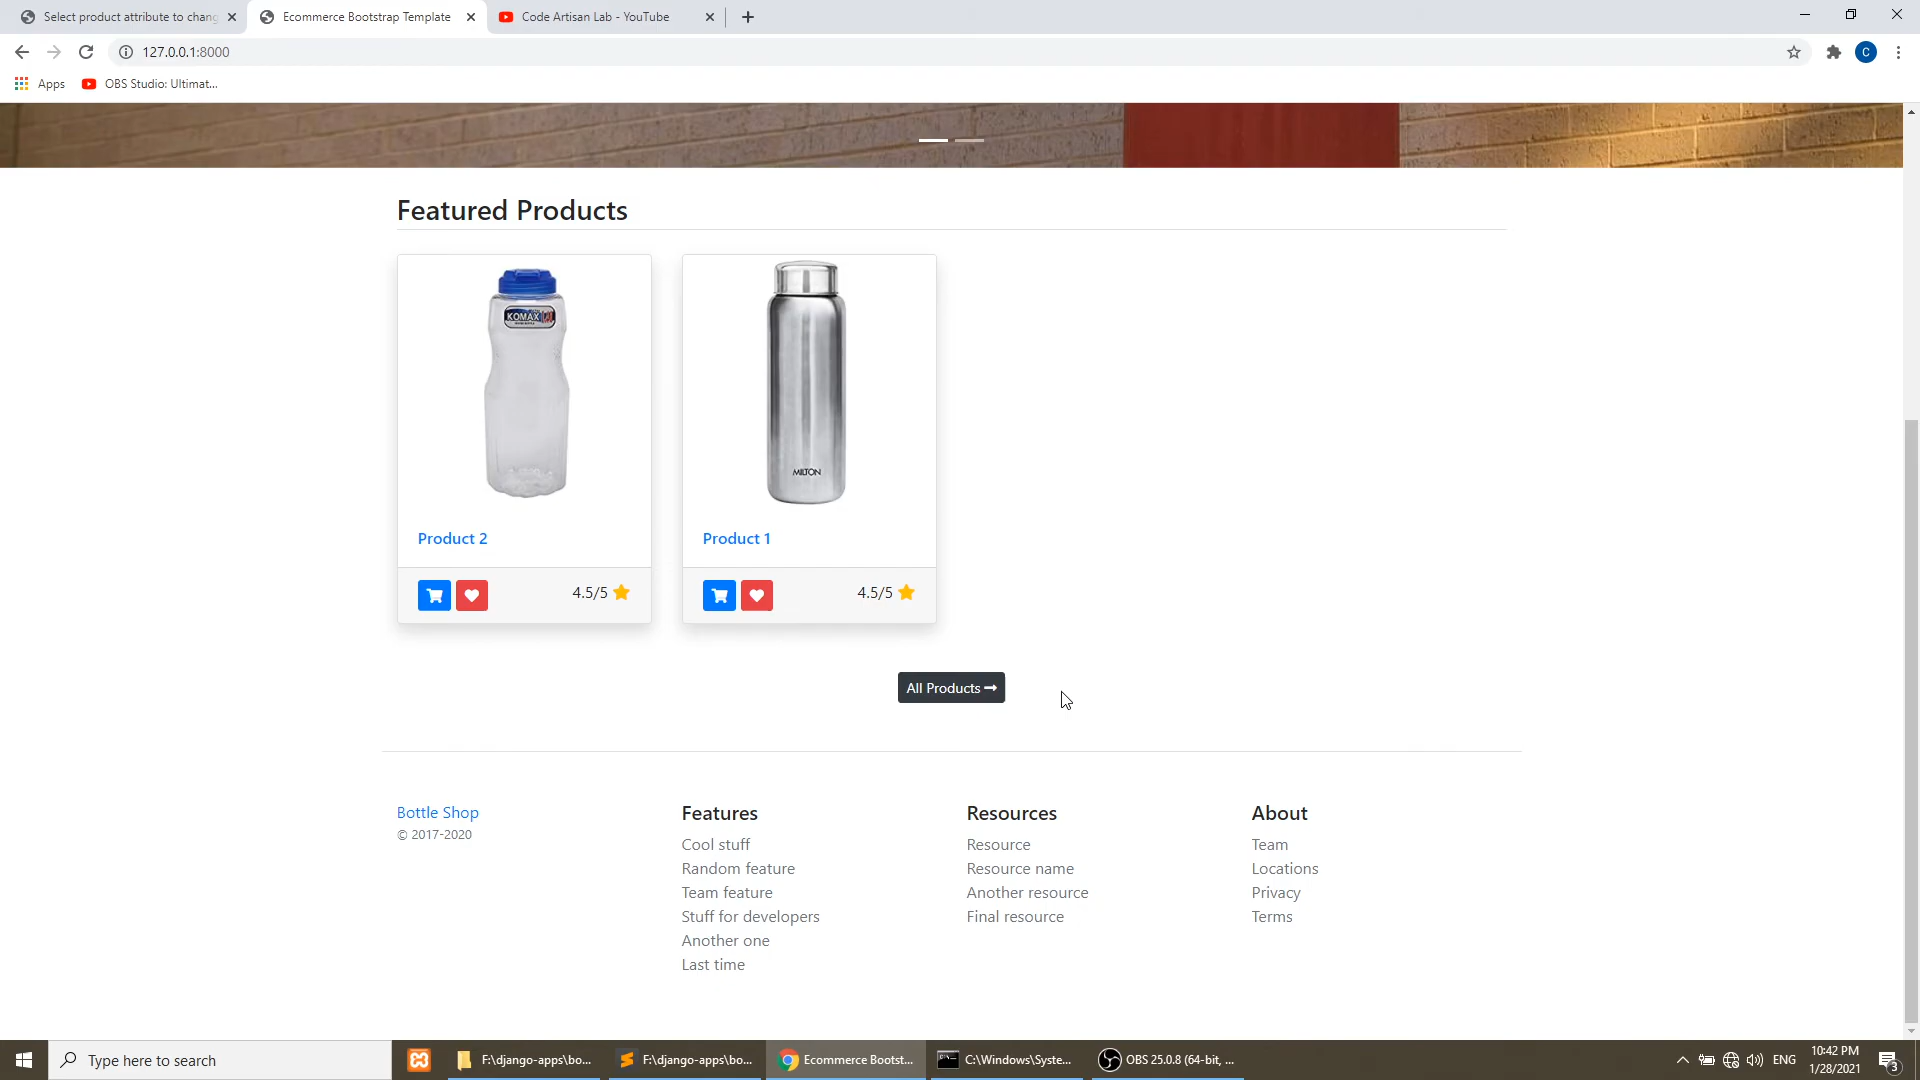 Select product attribute to chang
Ecommerce Bootstrap Template
Code Artisan Lab - YouTube
127.0.0.1:8000
C
Apps
OBS Studio: Ultimat...
Featured Products
KOMAX
MILTON
Product 2
Product 1
4.5/5
4.5/5
All Products
Bottle Shop
© 2017-2020
Features
Cool stuff
Random feature
Team feature
Stuff for developers
Another one
Last time
Resources
Resource
Resource name
Another resource
Final resource
About
Team
Locations
Privacy
Terms
Type here to search
F:\django-apps\bo...
F:\django-apps\bo...
Ecommerce Bootst...
C:\Windows\Syste...
OBS 25.0.8 (64-bit, ...
ENG
10:42 PM
1/28/2021
3